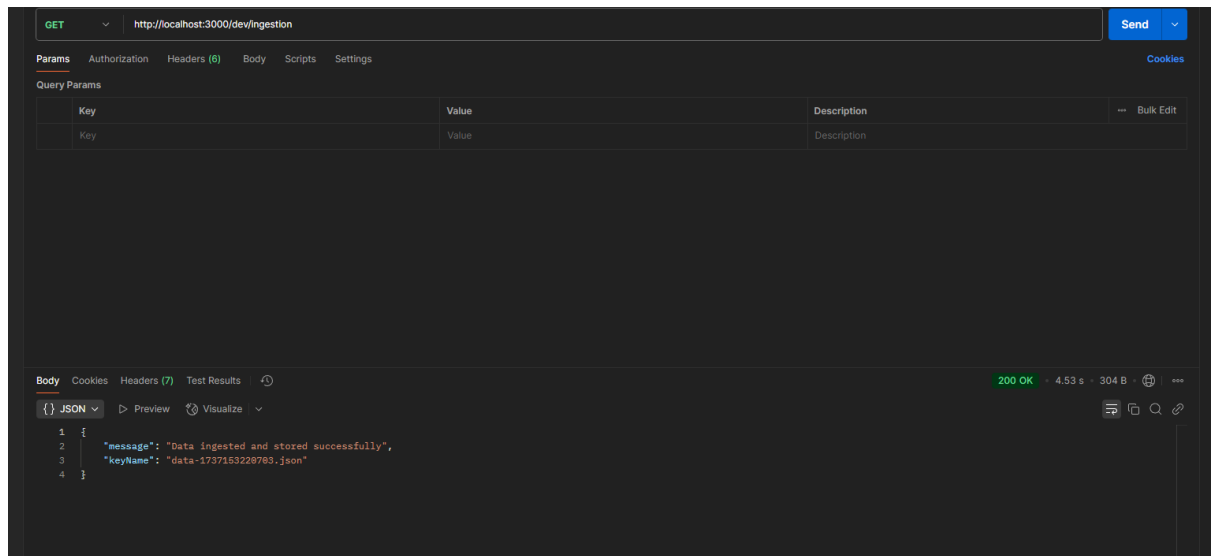 GET http://localhost:3000/dev/ingestion Send
Params Authorization Headers (6) Body Scripts Settings Cookies
Query Params
Key Value Description Bulk Edit
Key Value Description
Body Cookies Headers (7) Test Results 200 OK 4.53 s 304 B
{} JSON Preview Visualize
1 {
2 "message": "Data ingested and stored successfully",
3 "keyName": "data-1737153220703.json"
4 }